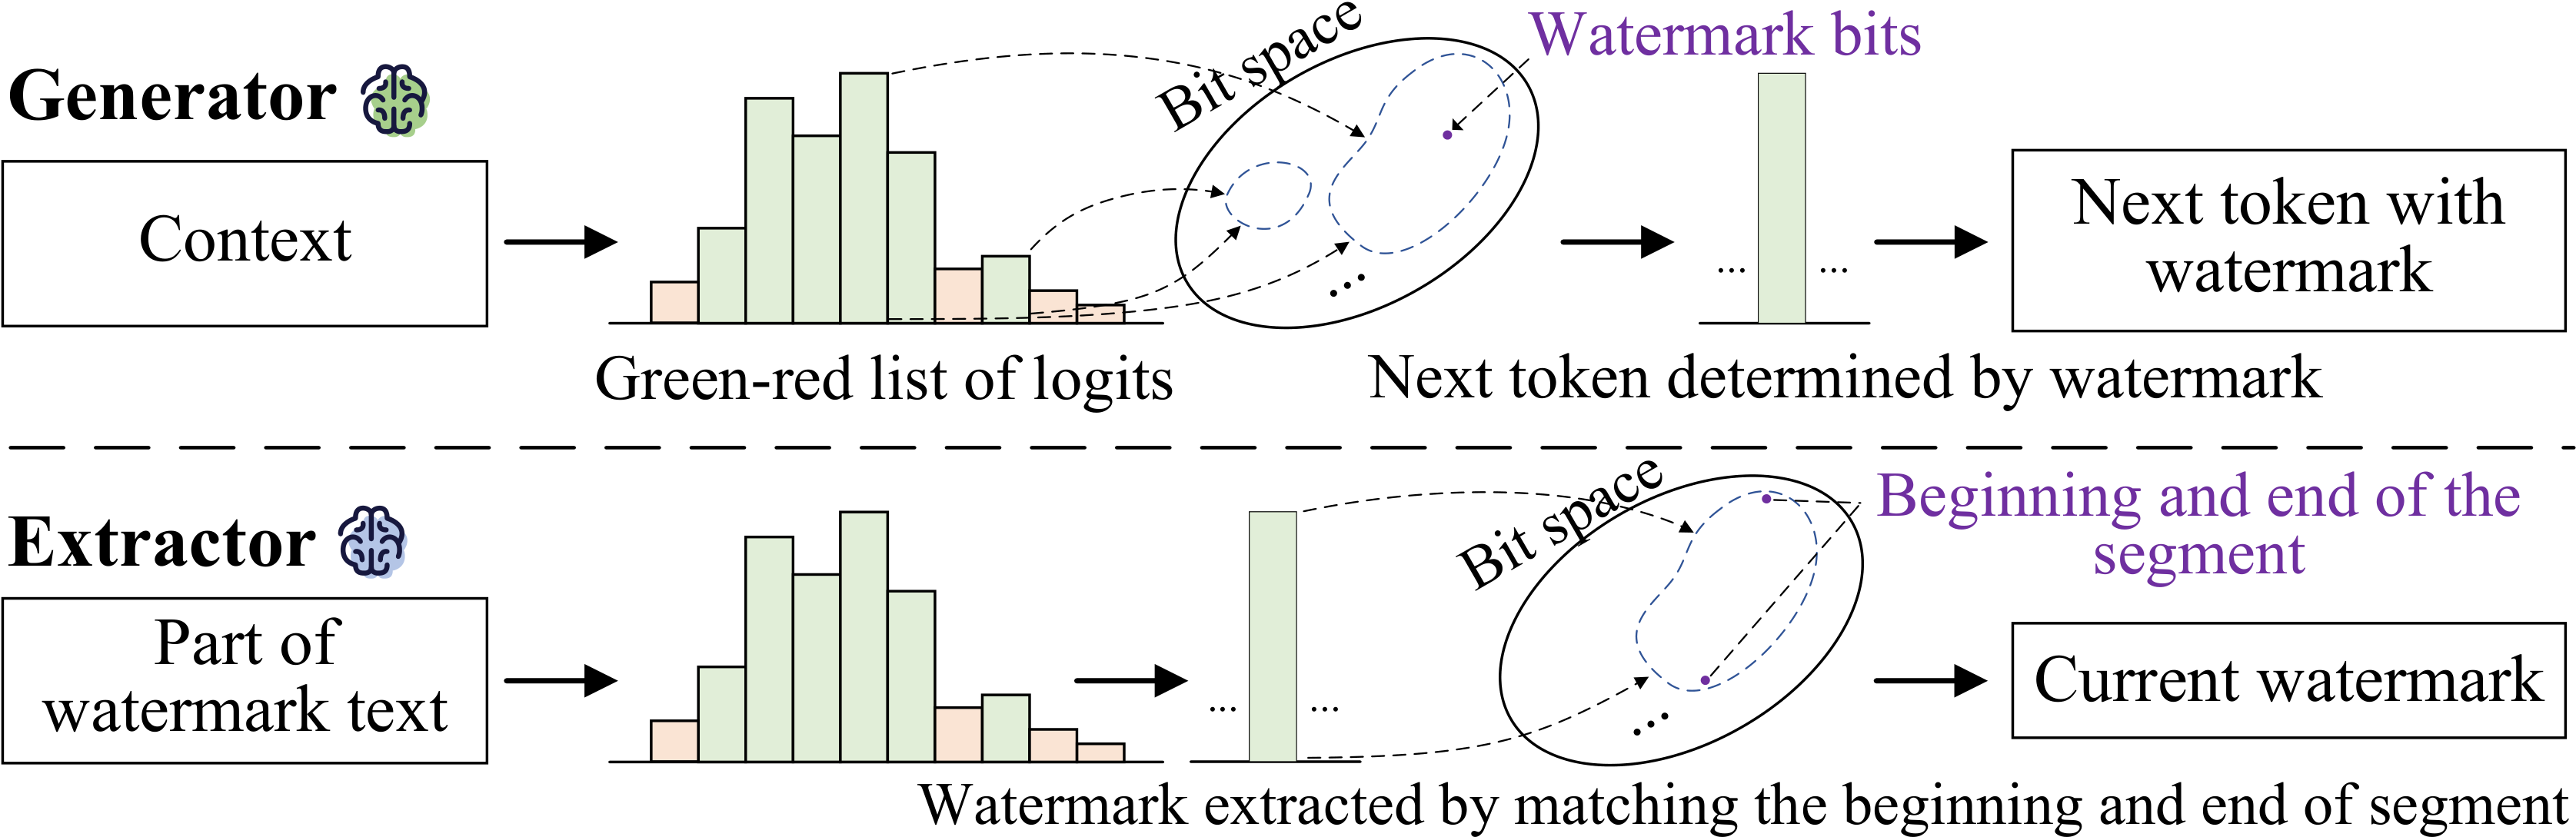 Generator
Context
Green-red list of logits
Bit space
Watermark bits
...
... ...
Next token determined by watermark
Next token with
watermark
Extractor
Part of
watermark text
... ...
Bit space
...
Beginning and end of the
segment
Current watermark
Watermark extracted by matching the beginning and end of segment